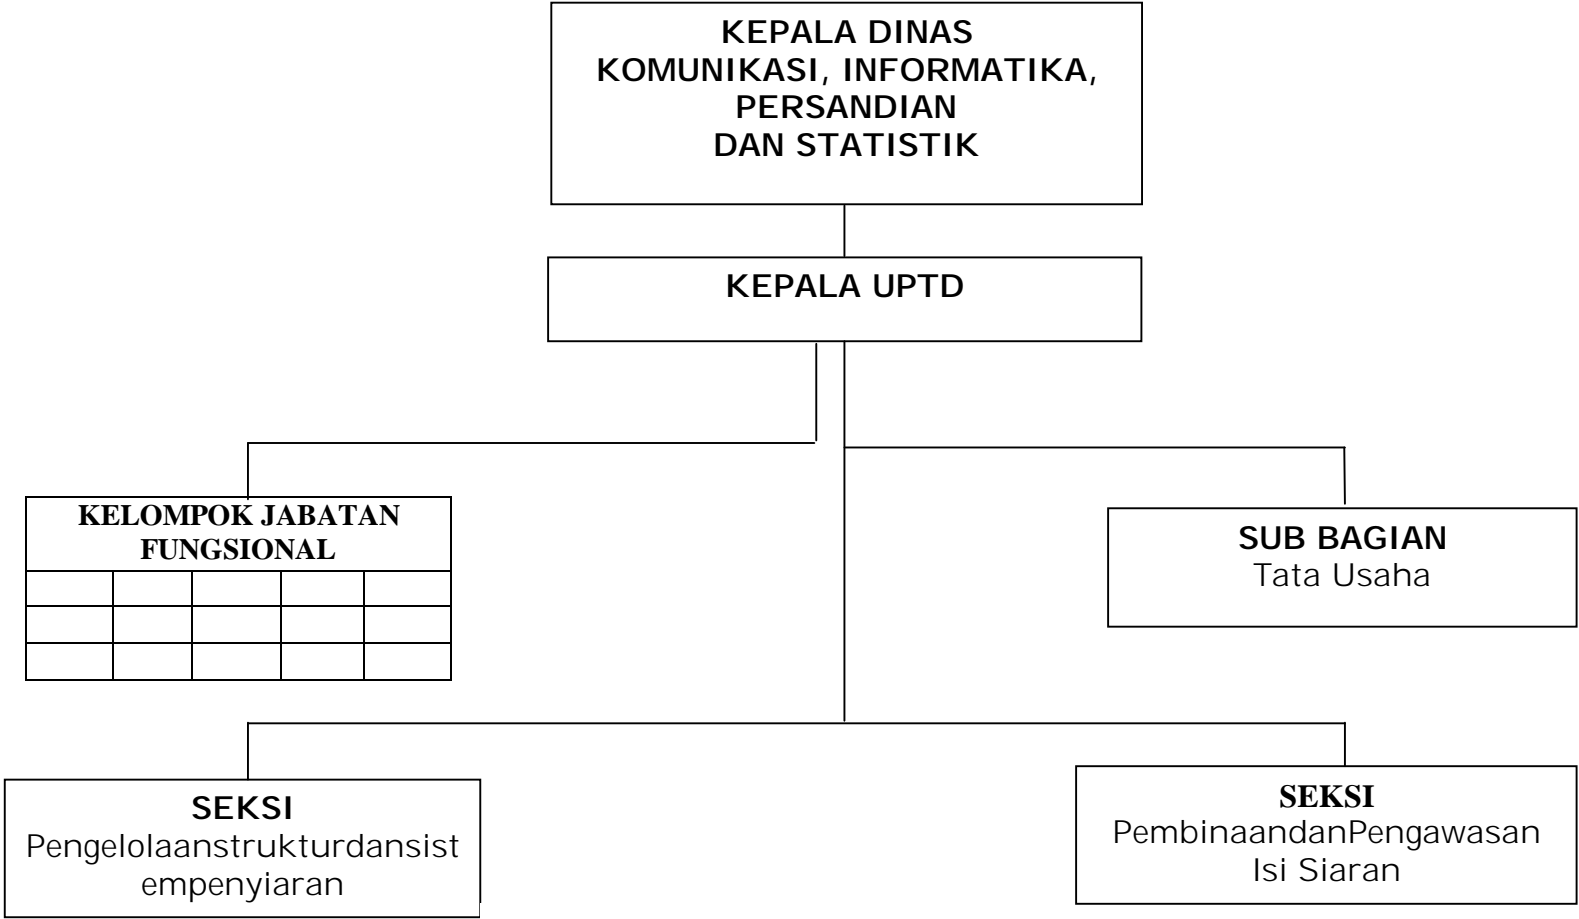 KEPALA DINAS
KOMUNIKASI, INFORMATIKA,
PERSANDIAN
DAN STATISTIK
KEPALA UPTD
KELOMPOK JABATAN
FUNGSIONAL
SUB BAGIAN
Tata Usaha
SEKSI
Pengelolaanstrukturdansist
empenyiaran
SEKSI
PembinaandanPengawasan
Isi Siaran